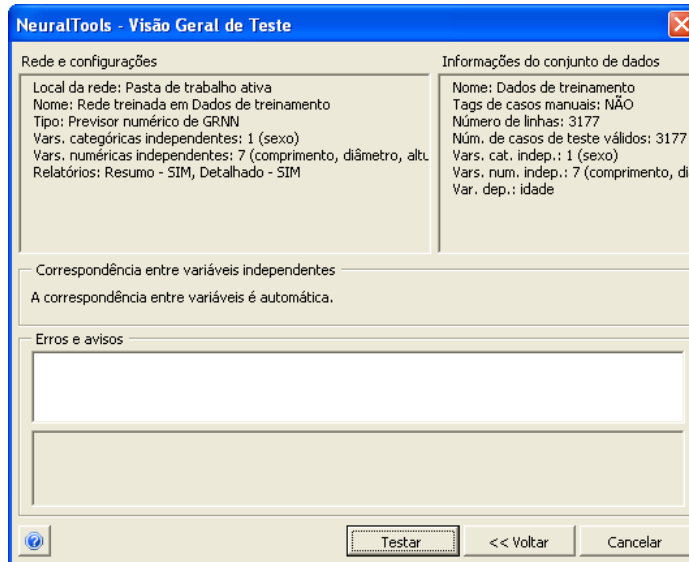 NeuralTools - Visão Geral de Teste
Rede e configurações
Local da rede: Pasta de trabalho ativa
Nome: Rede treinada em Dados de treinamento
Tipo: Previsor numérico de GRNN
Vars. categóricas independentes: 1 (sexo)
Vars. numéricas independentes: 7 (comprimento, diâmetro, altu
Relatórios: Resumo - SIM, Detalhado - SIM
Informações do conjunto de dados
Nome: Dados de treinamento
Tags de casos manuais: NÃO
Número de linhas: 3177
Núm. de casos de teste válidos: 3177
Vars. cat. indep.: 1 (sexo)
Vars. num. indep.: 7 (comprimento, di
Var. dep.: idade
Correspondência entre variáveis independentes
A correspondência entre variáveis é automática.
Erros e avisos
Testar
<< Voltar
Cancelar